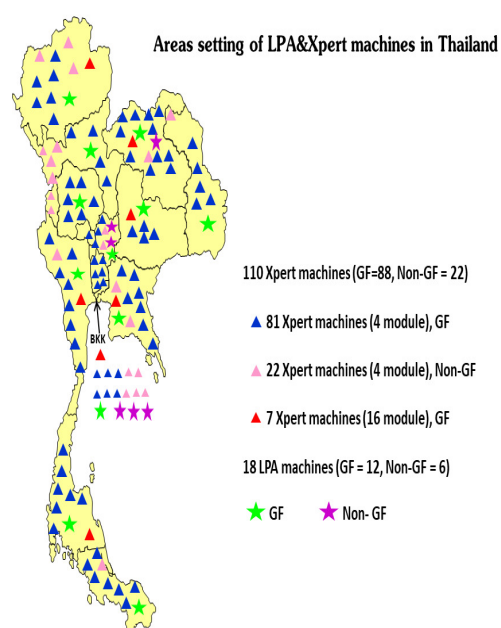 Areas setting of LPA&Xpert machines in Thailand
110 Xpert machines (GF=88, Non-GF = 22)
81 Xpert machines (4 module), GF
22 Xpert machines (4 module), Non-GF
BKK
7 Xpert machines (16 module), GF
18 LPA machines (GF = 12, Non-GF = 6)
GF Non- GF